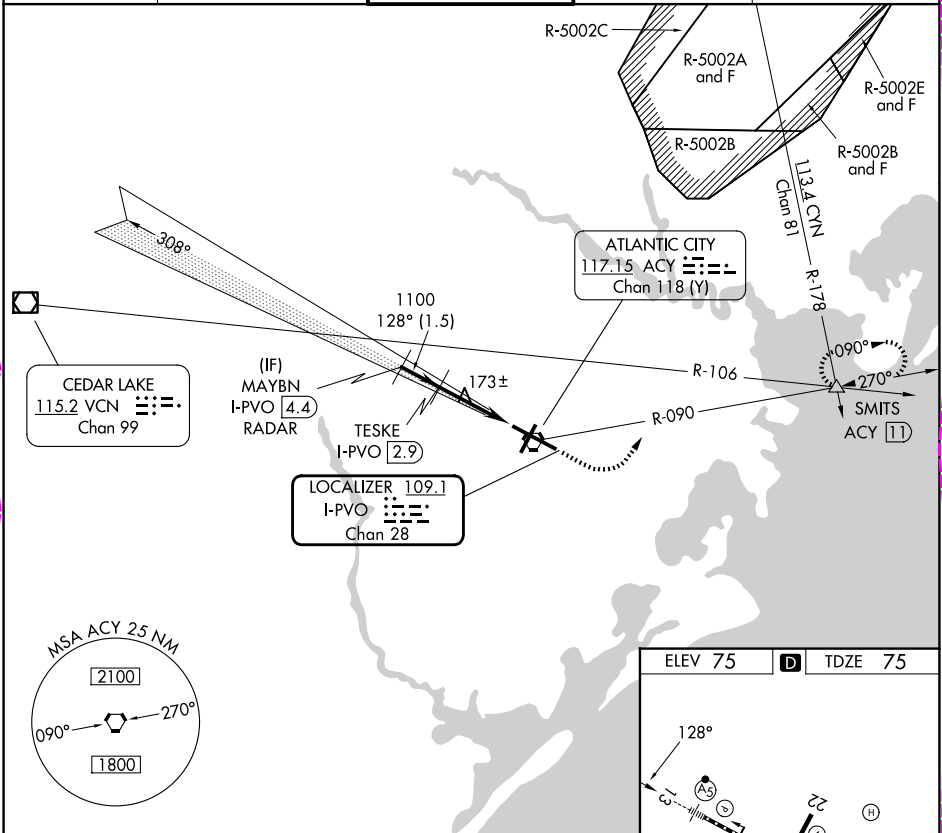 R-5002C
R-5002A
and F
R-5002E
and F
R-5002B
R-5002B
and F
113.4 CYN
Chan 81
R-178
308°
ATLANTIC CITY
117.15 ACY
Chan 118 (Y)
1100
128° (1.5)
CEDAR LAKE
115.2 VCN
Chan 99
(IF)
MAYBN
I-PVO 4.4
RADAR
173±
R-106
090°
270°
SMITS
ACY 11
TESKE
I-PVO 2.9
R-090
LOCALIZER 109.1
I-PVO
Chan 28
MSA ACY 25 NM
2100
090°
270°
1800
ELEV 75
D
TDZE 75
128°
A5
P
13
22
H